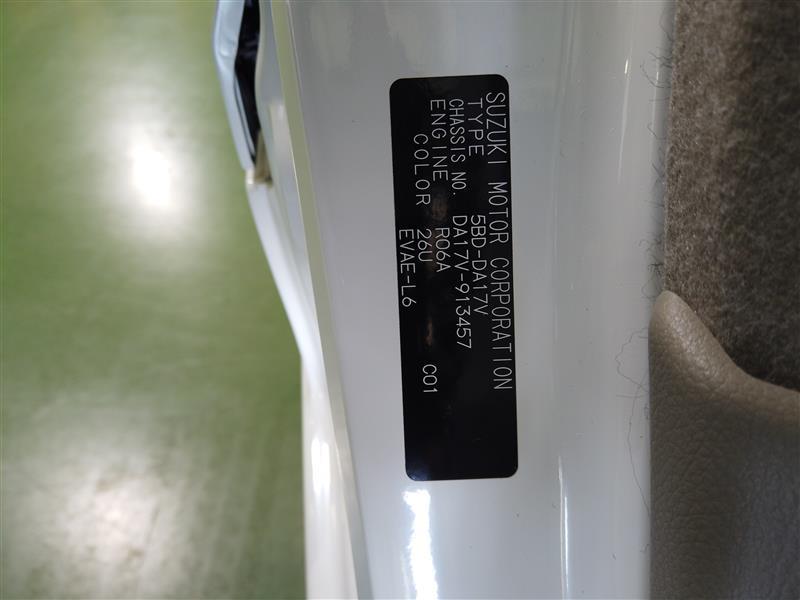 SUZUKI MOTOR CORPORATION
TYPE 5BD-DA17V
CHASSIS NO. DA17V-913457
ENGINE R06A
COLOR 26U C01
EVAE-L6